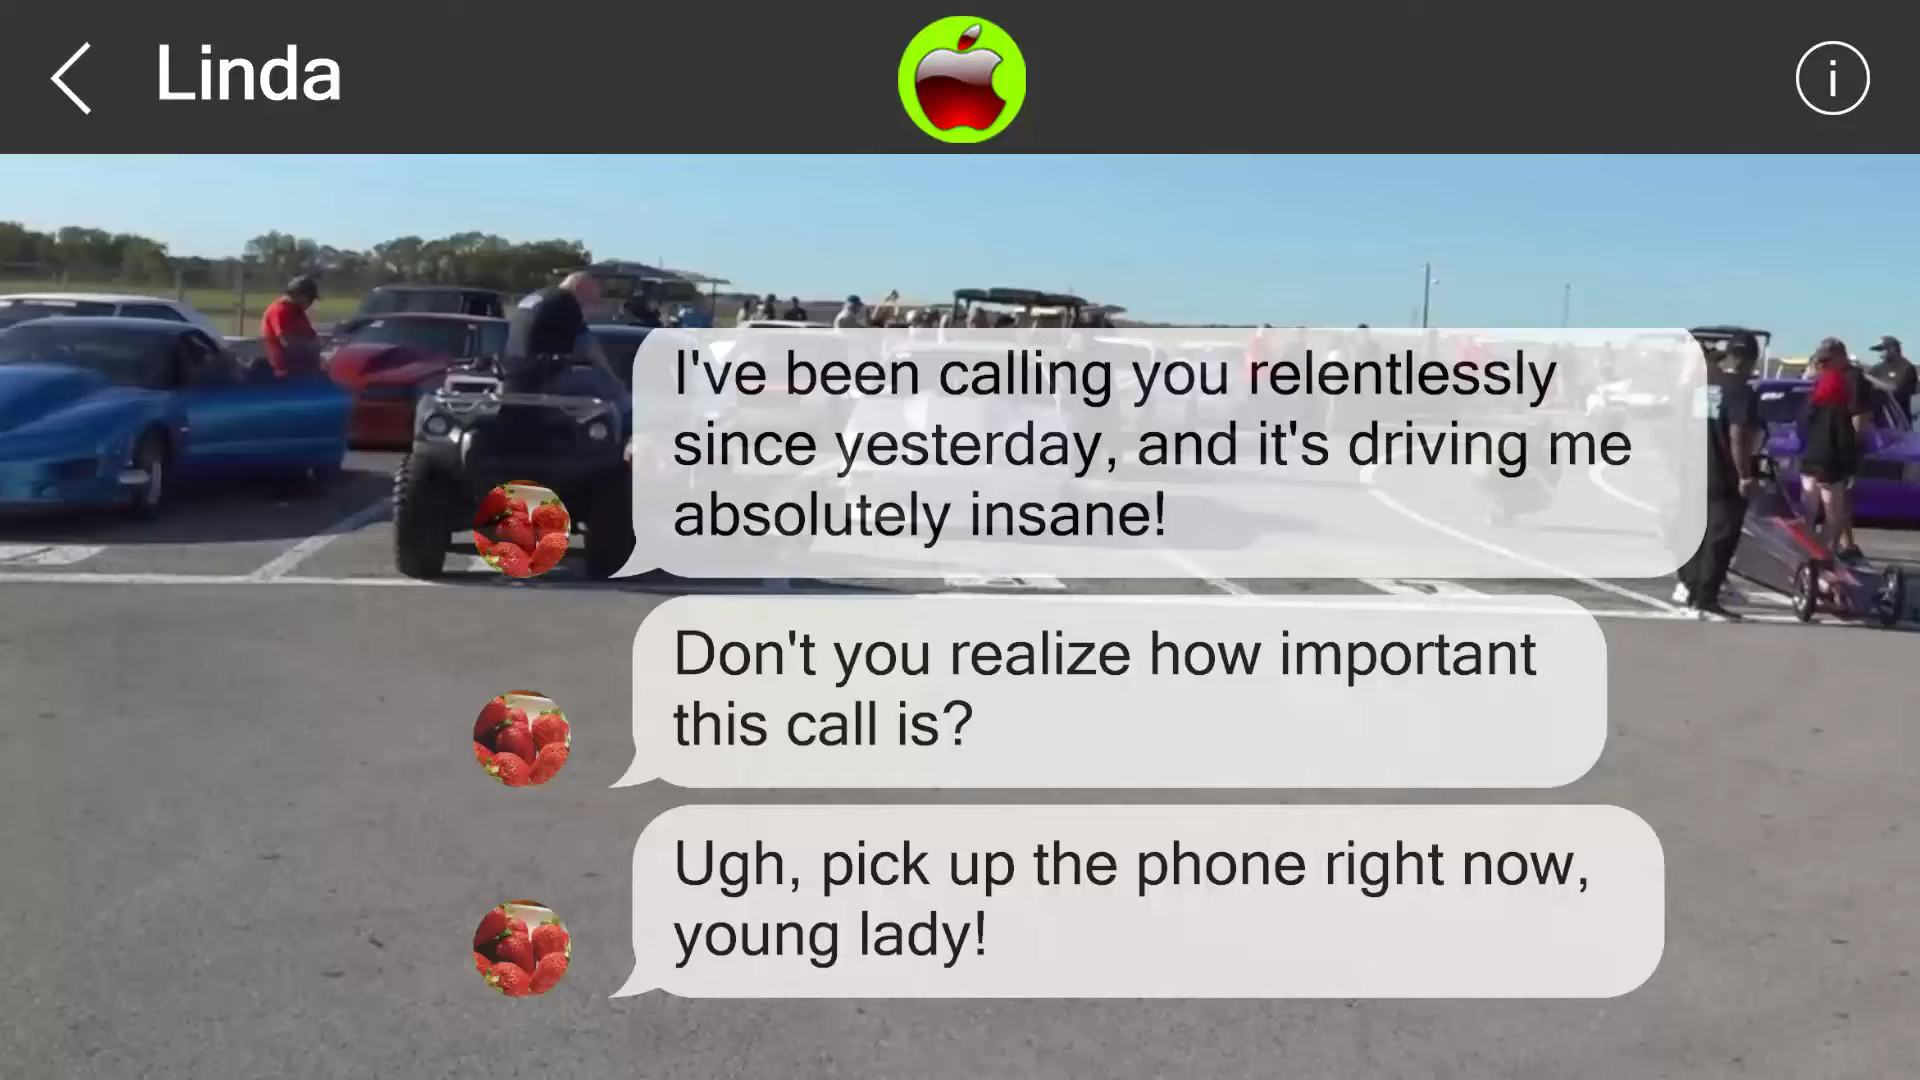 Linda
I've been calling you relentlessly
since yesterday, and it's driving me
absolutely insane!
Don't you realize how important
this call is?
Ugh, pick up the phone right now,
young lady!